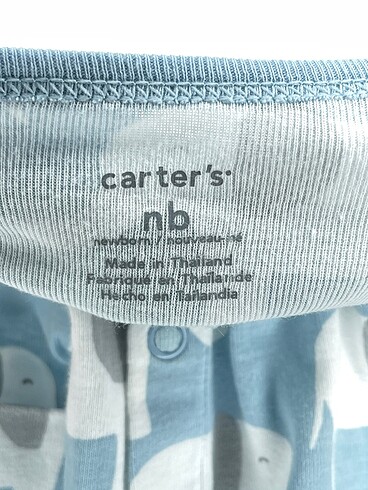 carter's
nb
newborn / nouveau-né
Made in Thailand
Fabriqué en Thaïlande
Hecho en Tailandia